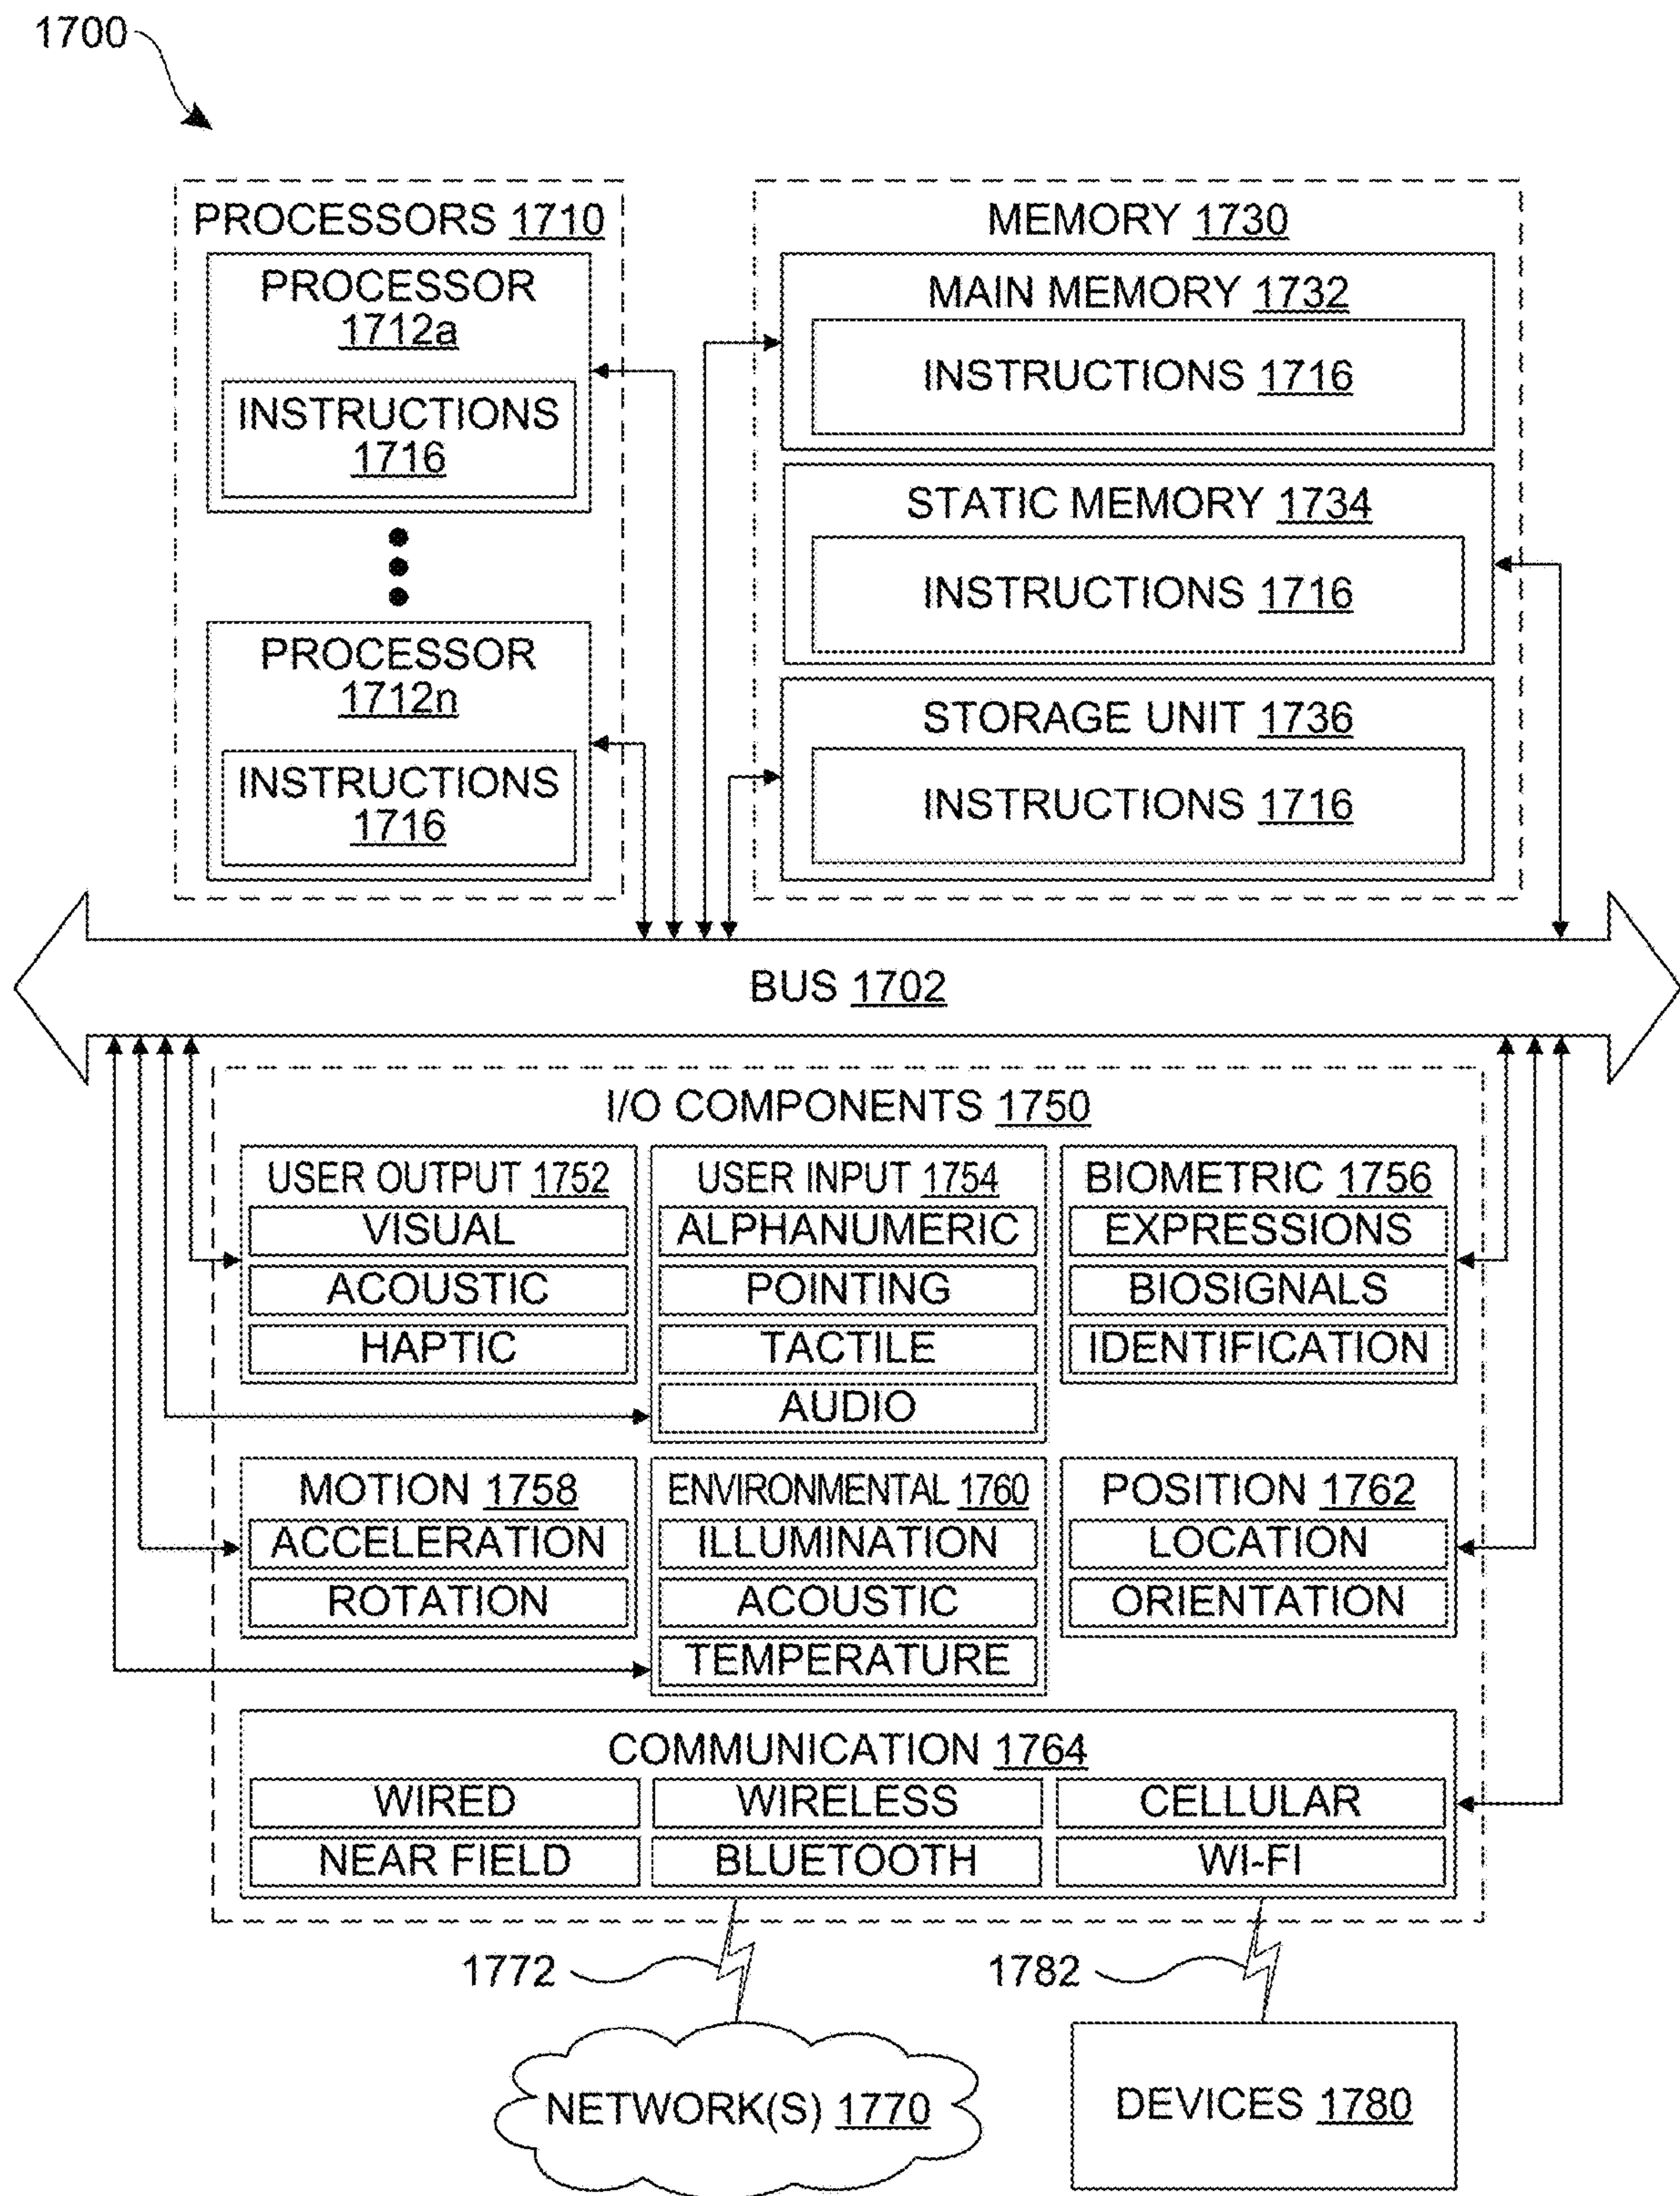 1700
PROCESSORS 1710
PROCESSOR
1712a
INSTRUCTIONS
1716
PROCESSOR
1712n
INSTRUCTIONS
1716
MEMORY 1730
MAIN MEMORY 1732
INSTRUCTIONS 1716
STATIC MEMORY 1734
INSTRUCTIONS 1716
STORAGE UNIT 1736
INSTRUCTIONS 1716
BUS 1702
I/O COMPONENTS 1750
USER OUTPUT 1752
VISUAL
ACOUSTIC
HAPTIC
USER INPUT 1754
ALPHANUMERIC
POINTING
TACTILE
AUDIO
BIOMETRIC 1756
EXPRESSIONS
BIOSIGNALS
IDENTIFICATION
MOTION 1758
ACCELERATION
ROTATION
ENVIRONMENTAL 1760
ILLUMINATION
ACOUSTIC
TEMPERATURE
POSITION 1762
LOCATION
ORIENTATION
COMMUNICATION 1764
WIRED
WIRELESS
CELLULAR
NEAR FIELD
BLUETOOTH
WI-FI
1772
1782
NETWORK(S) 1770
DEVICES 1780